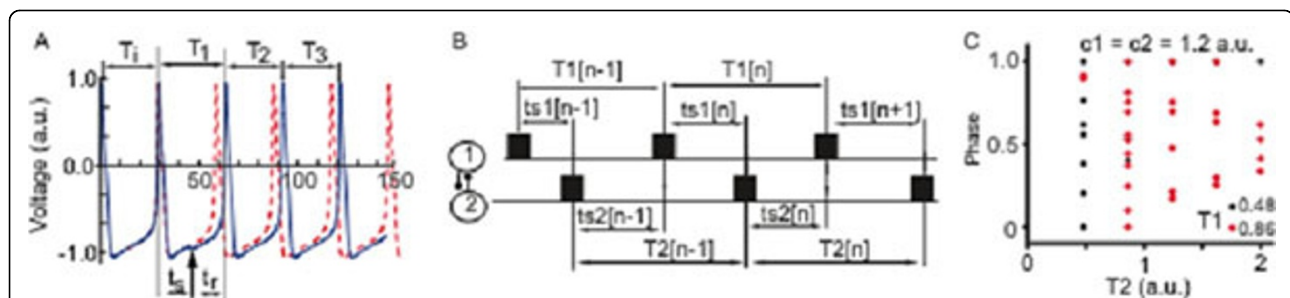 A
Ti T1 T2 T3
Voltage (a.u.)
1.0
0.0
-1.0
50 100 150
ts tr
B
T1[n-1] T1[n]
ts1[n-1] ts1[n] ts1[n+1]
1
2
ts2[n-1] ts2[n]
T2[n-1] T2[n]
C
c1 = c2 = 1.2 a.u.
Phase
1.0
0.5
0
T1 0.48
0.86
0 1 2
T2 (a.u.)